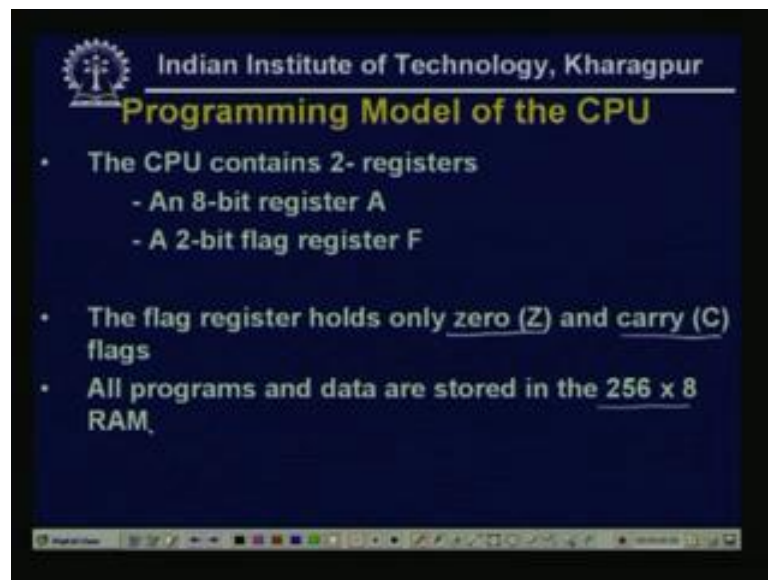 Indian Institute of Technology, Kharagpur
Programming Model of the CPU
• The CPU contains 2- registers
- An 8-bit register A
- A 2-bit flag register F
• The flag register holds only zero (Z) and carry (C)
flags
• All programs and data are stored in the 256 x 8
RAM.